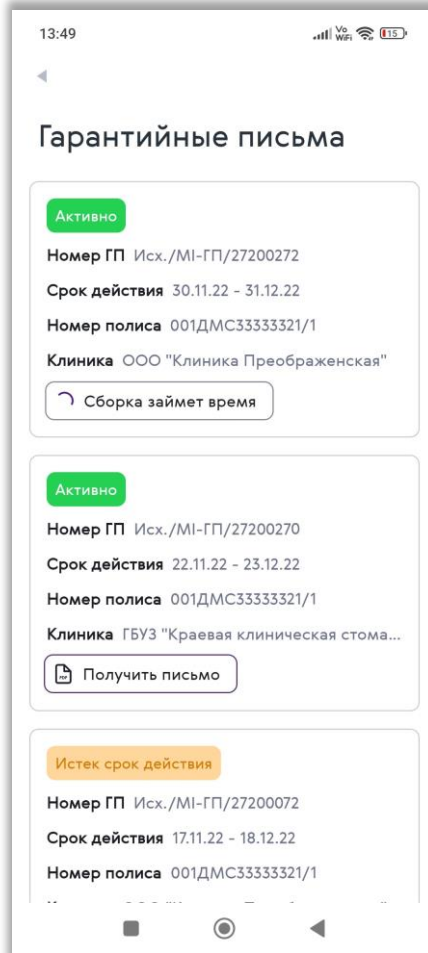 13:49
Vo
WiFi
15
Гарантийные письма
Активно
Номер ГП Исх./MI-ГП/27200272
Срок действия 30.11.22 - 31.12.22
Номер полиса 001ДМС33333321/1
Клиника ООО "Клиника Преображенская"
Сборка займет время
Активно
Номер ГП Исх./MI-ГП/27200270
Срок действия 22.11.22 - 23.12.22
Номер полиса 001ДМС33333321/1
Клиника ГБУЗ "Краевая клиническая стома...
PDF
Получить письмо
Истек срок действия
Номер ГП Исх./MI-ГП/27200072
Срок действия 17.11.22 - 18.12.22
Номер полиса 001ДМС33333321/1